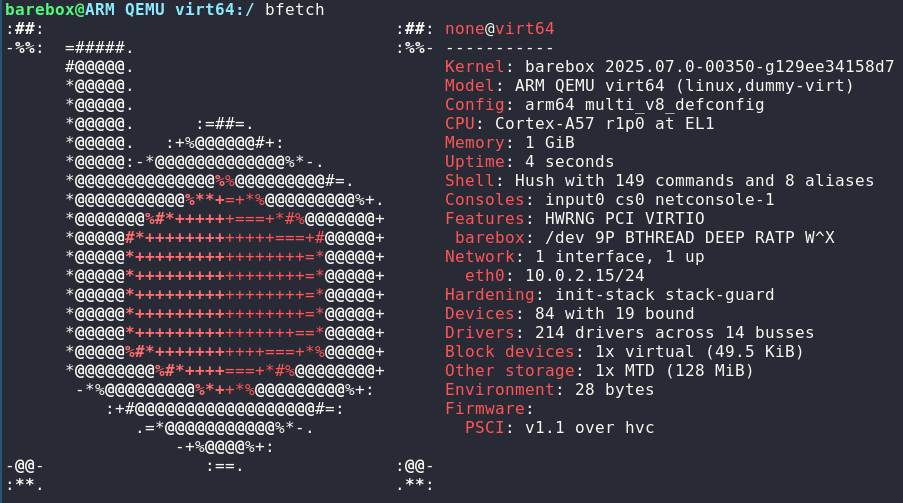 barebox@ARM QEMU virt64:/ bfetch
:##:                                   :##: none@virt64
-%%:  =#####.                          :%%- -----------
      #@@@@@.                               Kernel: barebox 2025.07.0-00350-g129ee34158d7
      *@@@@@.                               Model: ARM QEMU virt64 (linux,dummy-virt)
      *@@@@@.                               Config: arm64 multi_v8_defconfig
      *@@@@@.      :=##=.                   CPU: Cortex-A57 r1p0 at EL1
      *@@@@@.   :+%@@@@@@#+:                Memory: 1 GiB
      *@@@@@:-*@@@@@@@@@@@@@%*-.            Uptime: 4 seconds
      *@@@@@@@@@@@@@@%%@@@@@@@@@#=.         Shell: Hush with 149 commands and 8 aliases
      *@@@@@@@@@@@%**+=+*%@@@@@@@@@%+.      Consoles: input0 cs0 netconsole-1
      *@@@@@@@%#*++++++===+*#%@@@@@@@+      Features: HWRNG PCI VIRTIO
      *@@@@@#*+++++++++++++===+#@@@@@+       barebox: /dev 9P BTHREAD DEEP RATP W^X
      *@@@@@*+++++++++++++++++=*@@@@@+      Network: 1 interface, 1 up
      *@@@@@*+++++++++++++++++=*@@@@@+        eth0: 10.0.2.15/24
      *@@@@@*+++++++++++++++++=*@@@@@+      Hardening: init-stack stack-guard
      *@@@@@*+++++++++++++++++=*@@@@@+      Devices: 84 with 19 bound
      *@@@@@*++++++++++++++++==*@@@@@+      Drivers: 214 drivers across 14 busses
      *@@@@@%#*+++++++++++===+*%@@@@@+      Block devices: 1x virtual (49.5 KiB)
      *@@@@@@@@%#*++++===+*#%@@@@@@@@+      Other storage: 1x MTD (128 MiB)
       -*%@@@@@@@@@%*++*%@@@@@@@@@%+:       Environment: 28 bytes
          :+#@@@@@@@@@@@@@@@@@@#=:          Firmware:
             .=*@@@@@@@@@@@%*-.               PSCI: v1.1 over hvc
                 -+%@@@@%+:
-@@-                :==.               :@@-
:**.                                   .**: